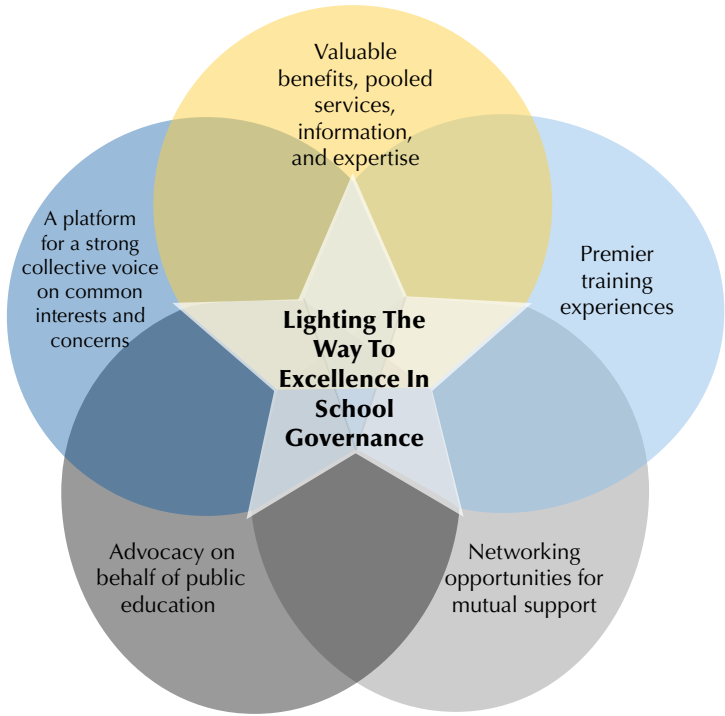 Valuable
benefits, pooled
services,
information,
and expertise
A platform
for a strong
collective voice
on common
interests and
concerns
Premier
training
experiences
Lighting The
Way To
Excellence In
School
Governance
Advocacy on
behalf of public
education
Networking
opportunities for
mutual support